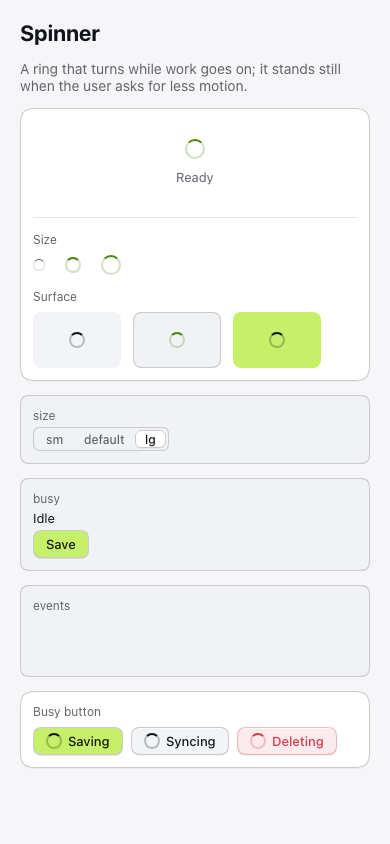 Spinner
A ring that turns while work goes on; it stands still
when the user asks for less motion.
Ready
Size
Surface
size
sm default lg
busy
Idle
Save
events
Busy button
Saving Syncing Deleting